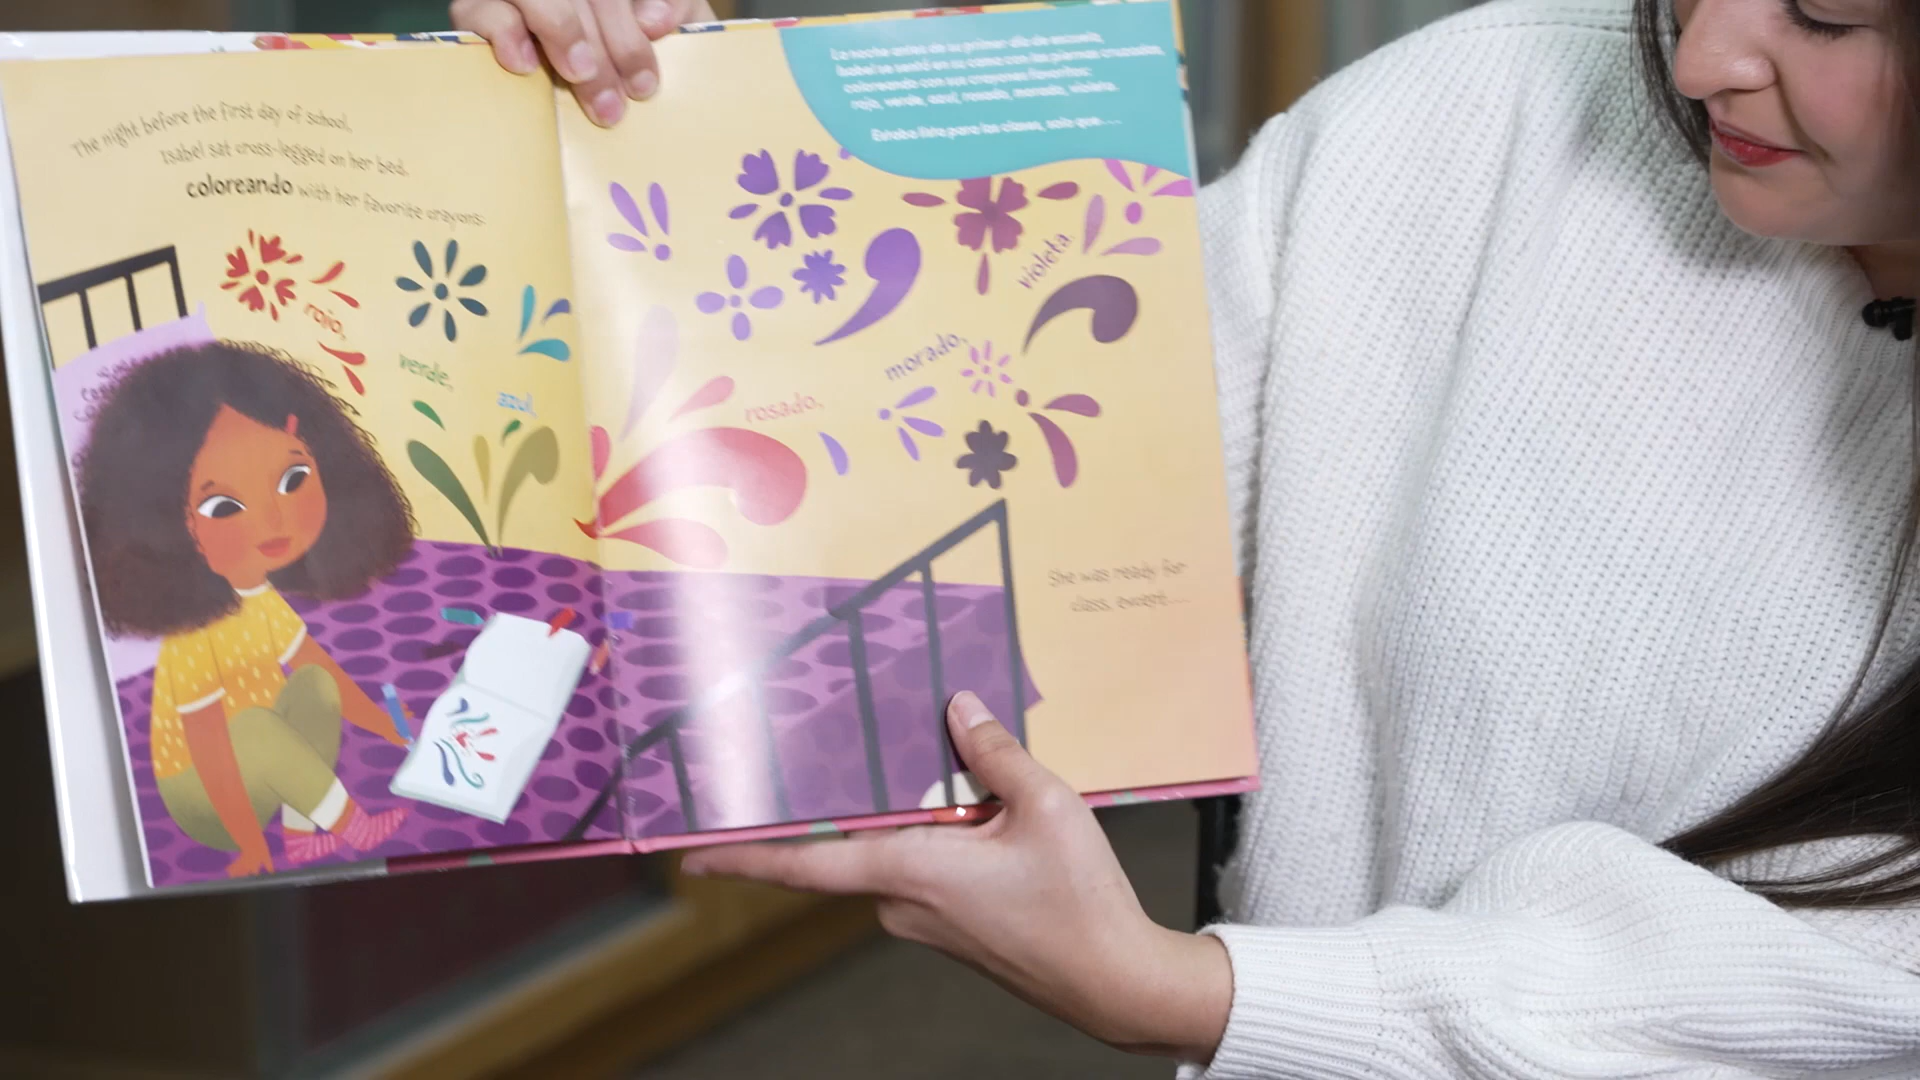 The night before the first day of school,
Isabel sat cross-legged on her bed,
coloreando with her favorite crayons:
rojo,
verde,
azul,
rosado,
morado,
violeta.
She was ready for
class, except....
La noche antes de su primer día de escuela,
Isabel se sentó en su cama con las piernas cruzadas,
coloreando con sus crayones favoritos:
rojo, verde, azul, rosado, morado, violeta.
Estaba lista para las clases, solo que....